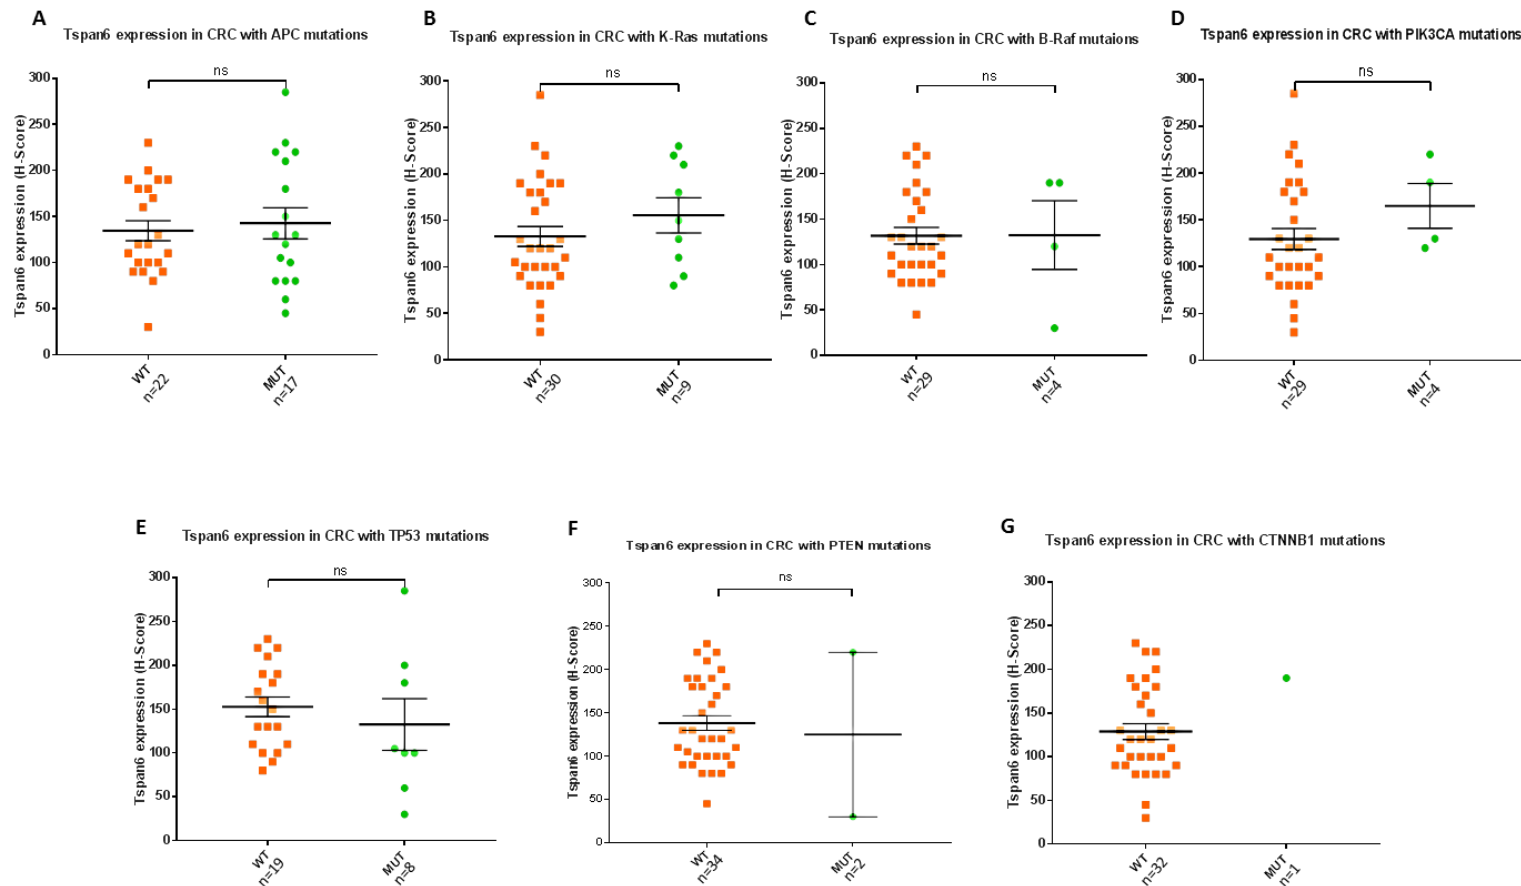 A
Tspan6 expression in CRC with APC mutations
ns
Tspan6 expression (H-Score)
300
250
200
150
100
50
0
WT
n=22
MUT
n=17
B
Tspan6 expression in CRC with K-Ras mutations
ns
Tspan6 expression (H-Score)
300
250
200
150
100
50
0
WT
n=30
MUT
n=9
C
Tspan6 expression in CRC with B-Raf mutaions
ns
Tspan6 expression (H-Score)
300
250
200
150
100
50
0
WT
n=29
MUT
n=4
D
Tspan6 expression in CRC with PIK3CA mutations
ns
Tspan6 expression (H-Score)
300
250
200
150
100
50
0
WT
n=29
MUT
n=4
E
Tspan6 expression in CRC with TP53 mutations
ns
Tspan6 expression (H-Score)
300
250
200
150
100
50
0
WT
n=19
MUT
n=8
F
Tspan6 expression in CRC with PTEN mutations
ns
Tspan6 expression (H-Score)
300
250
200
150
100
50
0
WT
n=34
MUT
n=2
G
Tspan6 expression in CRC with CTNNB1 mutations
Tspan6 expression (H-Score)
300
250
200
150
100
50
0
WT
n=32
MUT
n=1